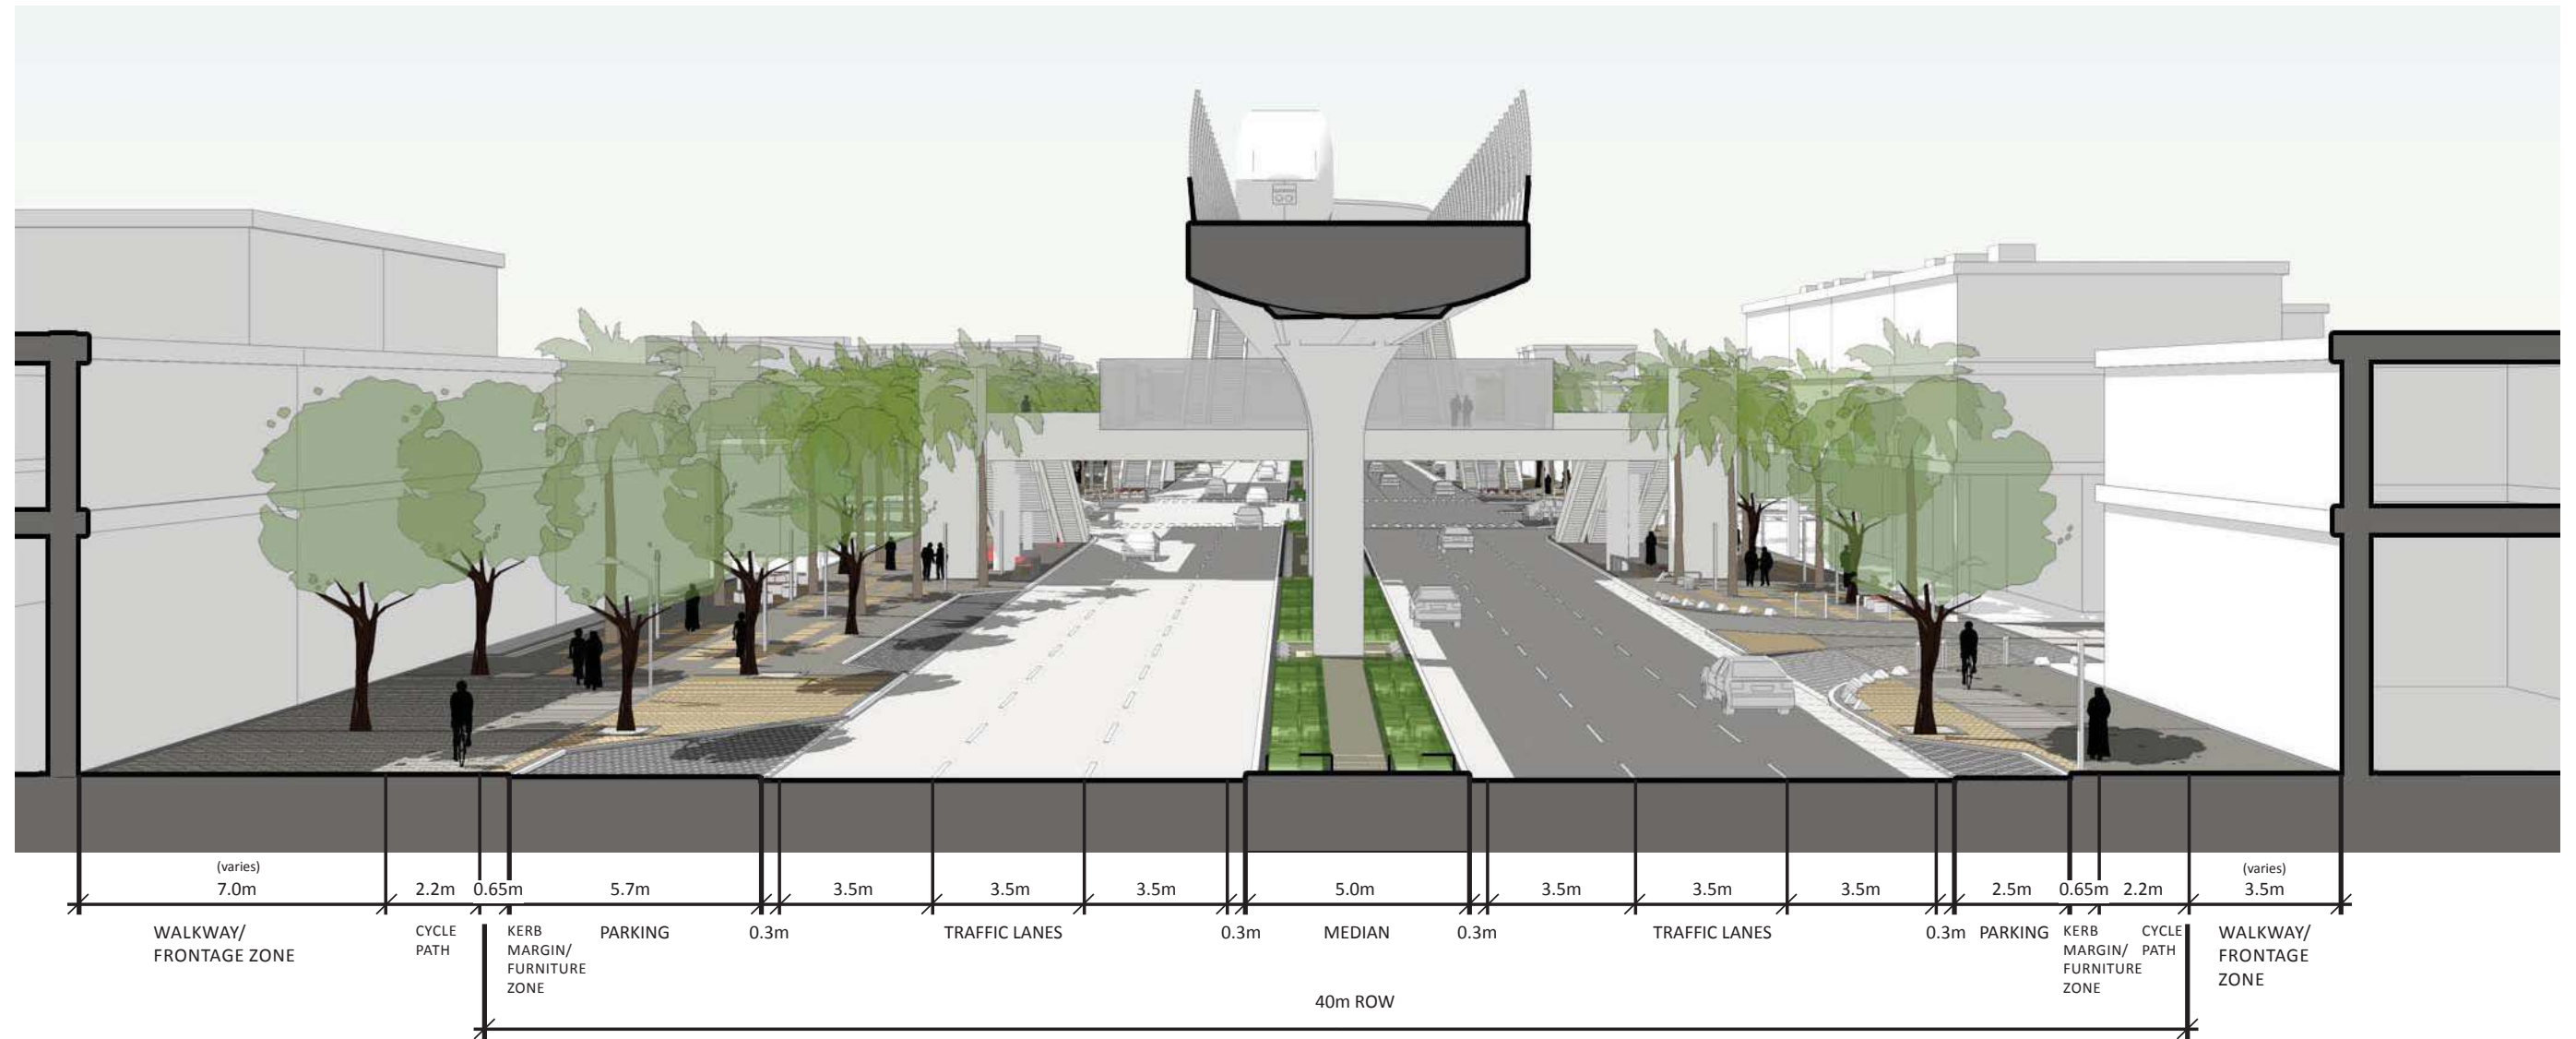 (varies) (varies)
7.0m 2.2m 0.65m 5.7m 3.5m 3.5m 3.5m 5.0m 3.5m 3.5m 3.5m 2.5m 0.65m 2.2m 3.5m
WALKWAY/
FRONTAGE ZONE
CYCLE
PATH
KERB
MARGIN/
FURNITURE
ZONE
PARKING
0.3m
TRAFFIC LANES
0.3m
MEDIAN
0.3m
TRAFFIC LANES
0.3m
PARKING
KERB
MARGIN/
FURNITURE
ZONE
CYCLE
PATH
WALKWAY/
FRONTAGE
ZONE
40m ROW